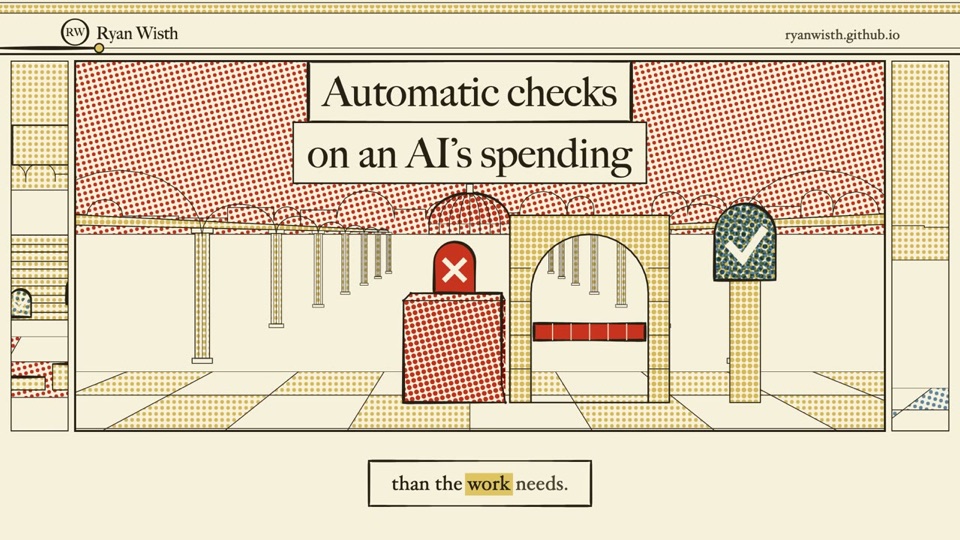 RW Ryan Wisth
ryanwisth.github.io
Automatic checks
on an AI's spending
than the work needs.